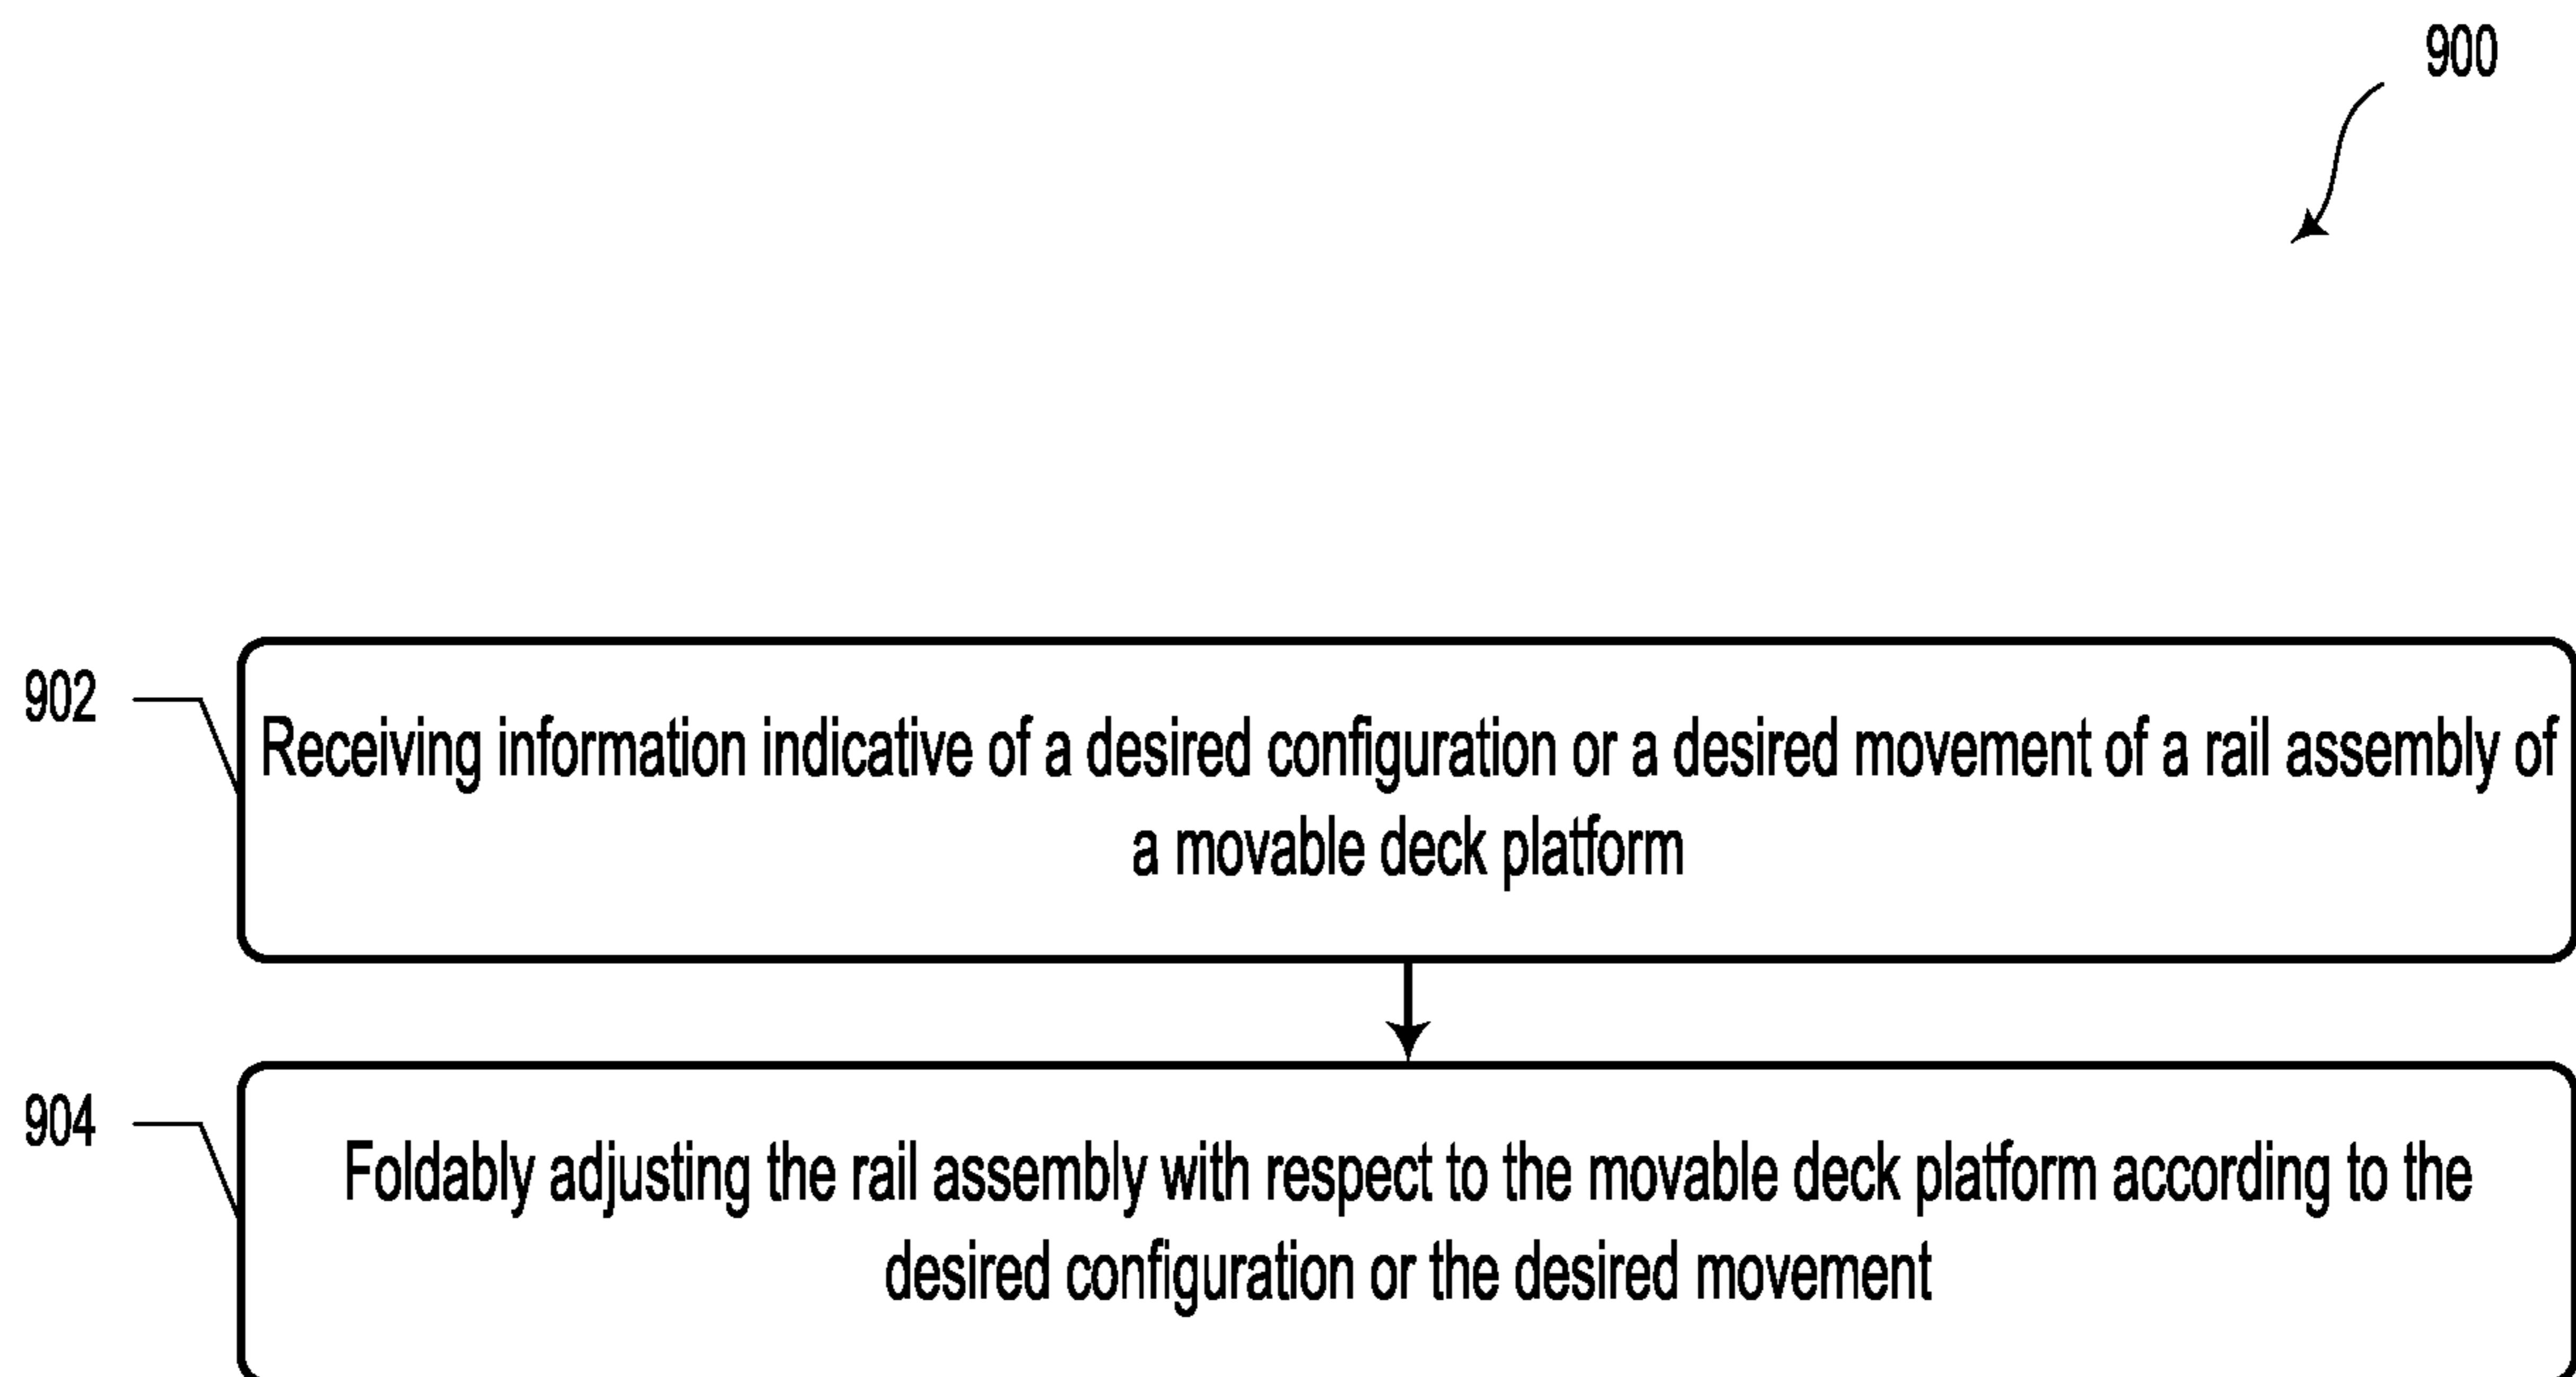 900
902
Receiving information indicative of a desired configuration or a desired movement of a rail assembly of
a movable deck platform
904
Foldably adjusting the rail assembly with respect to the movable deck platform according to the
desired configuration or the desired movement